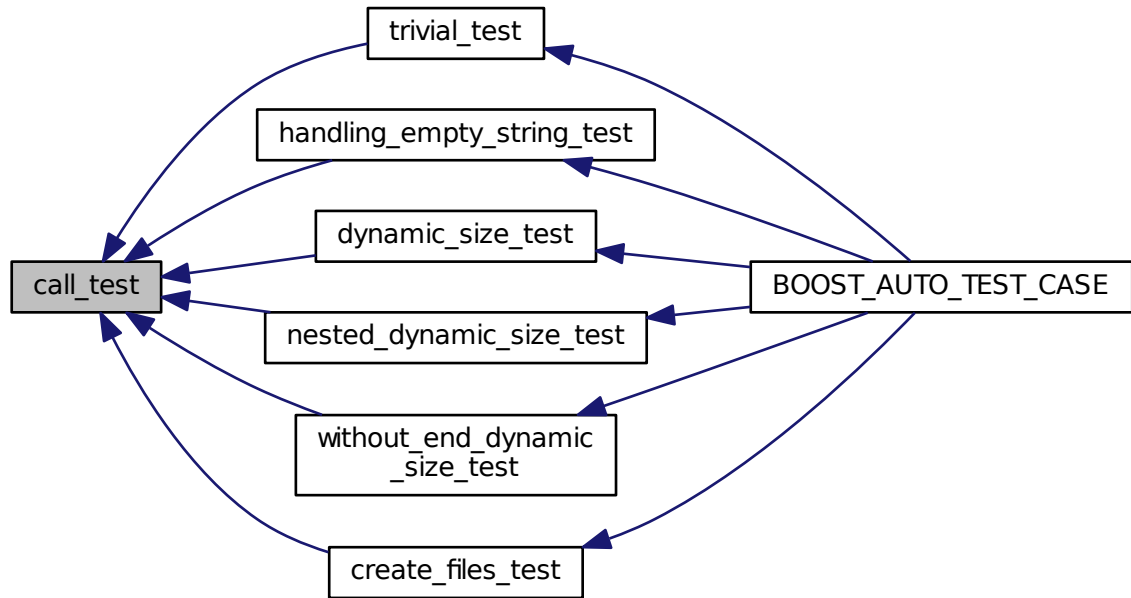 trivial_test
handling_empty_string_test
dynamic_size_test
call_test
BOOST_AUTO_TEST_CASE
nested_dynamic_size_test
without_end_dynamic
_size_test
create_files_test